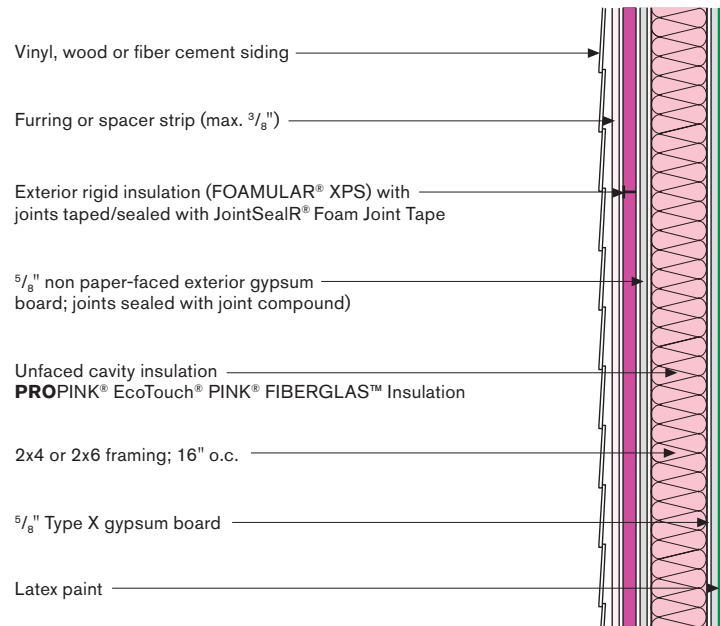 Vinyl, wood or fiber cement siding
Furring or spacer strip (max. 3/8")
Exterior rigid insulation (FOAMULAR® XPS) with
joints taped/sealed with JointSealR® Foam Joint Tape
5/8" non paper-faced exterior gypsum
board; joints sealed with joint compound)
Unfaced cavity insulation
PROPINK® EcoTouch® PINK® FIBERGLAS™ Insulation
2x4 or 2x6 framing; 16" o.c.
5/8" Type X gypsum board
Latex paint